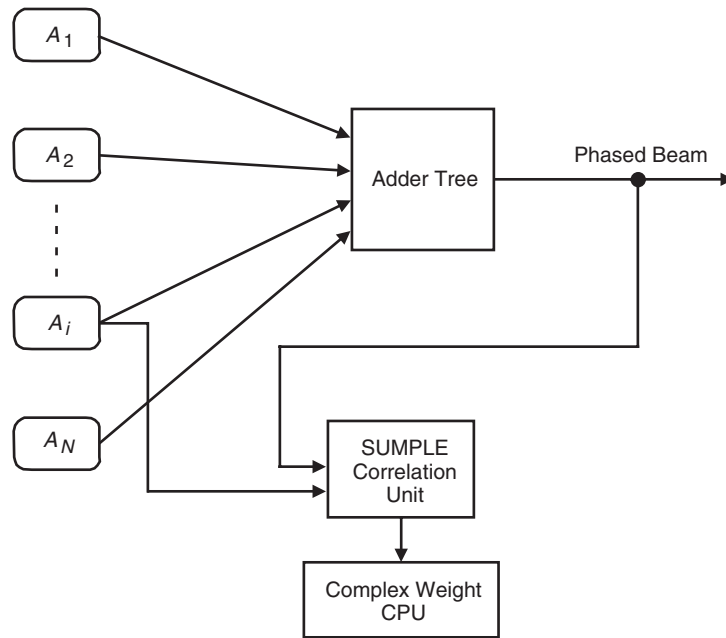 A1
A2
Adder Tree
Phased Beam
Ai
AN
SUMPLE
Correlation
Unit
Complex Weight
CPU